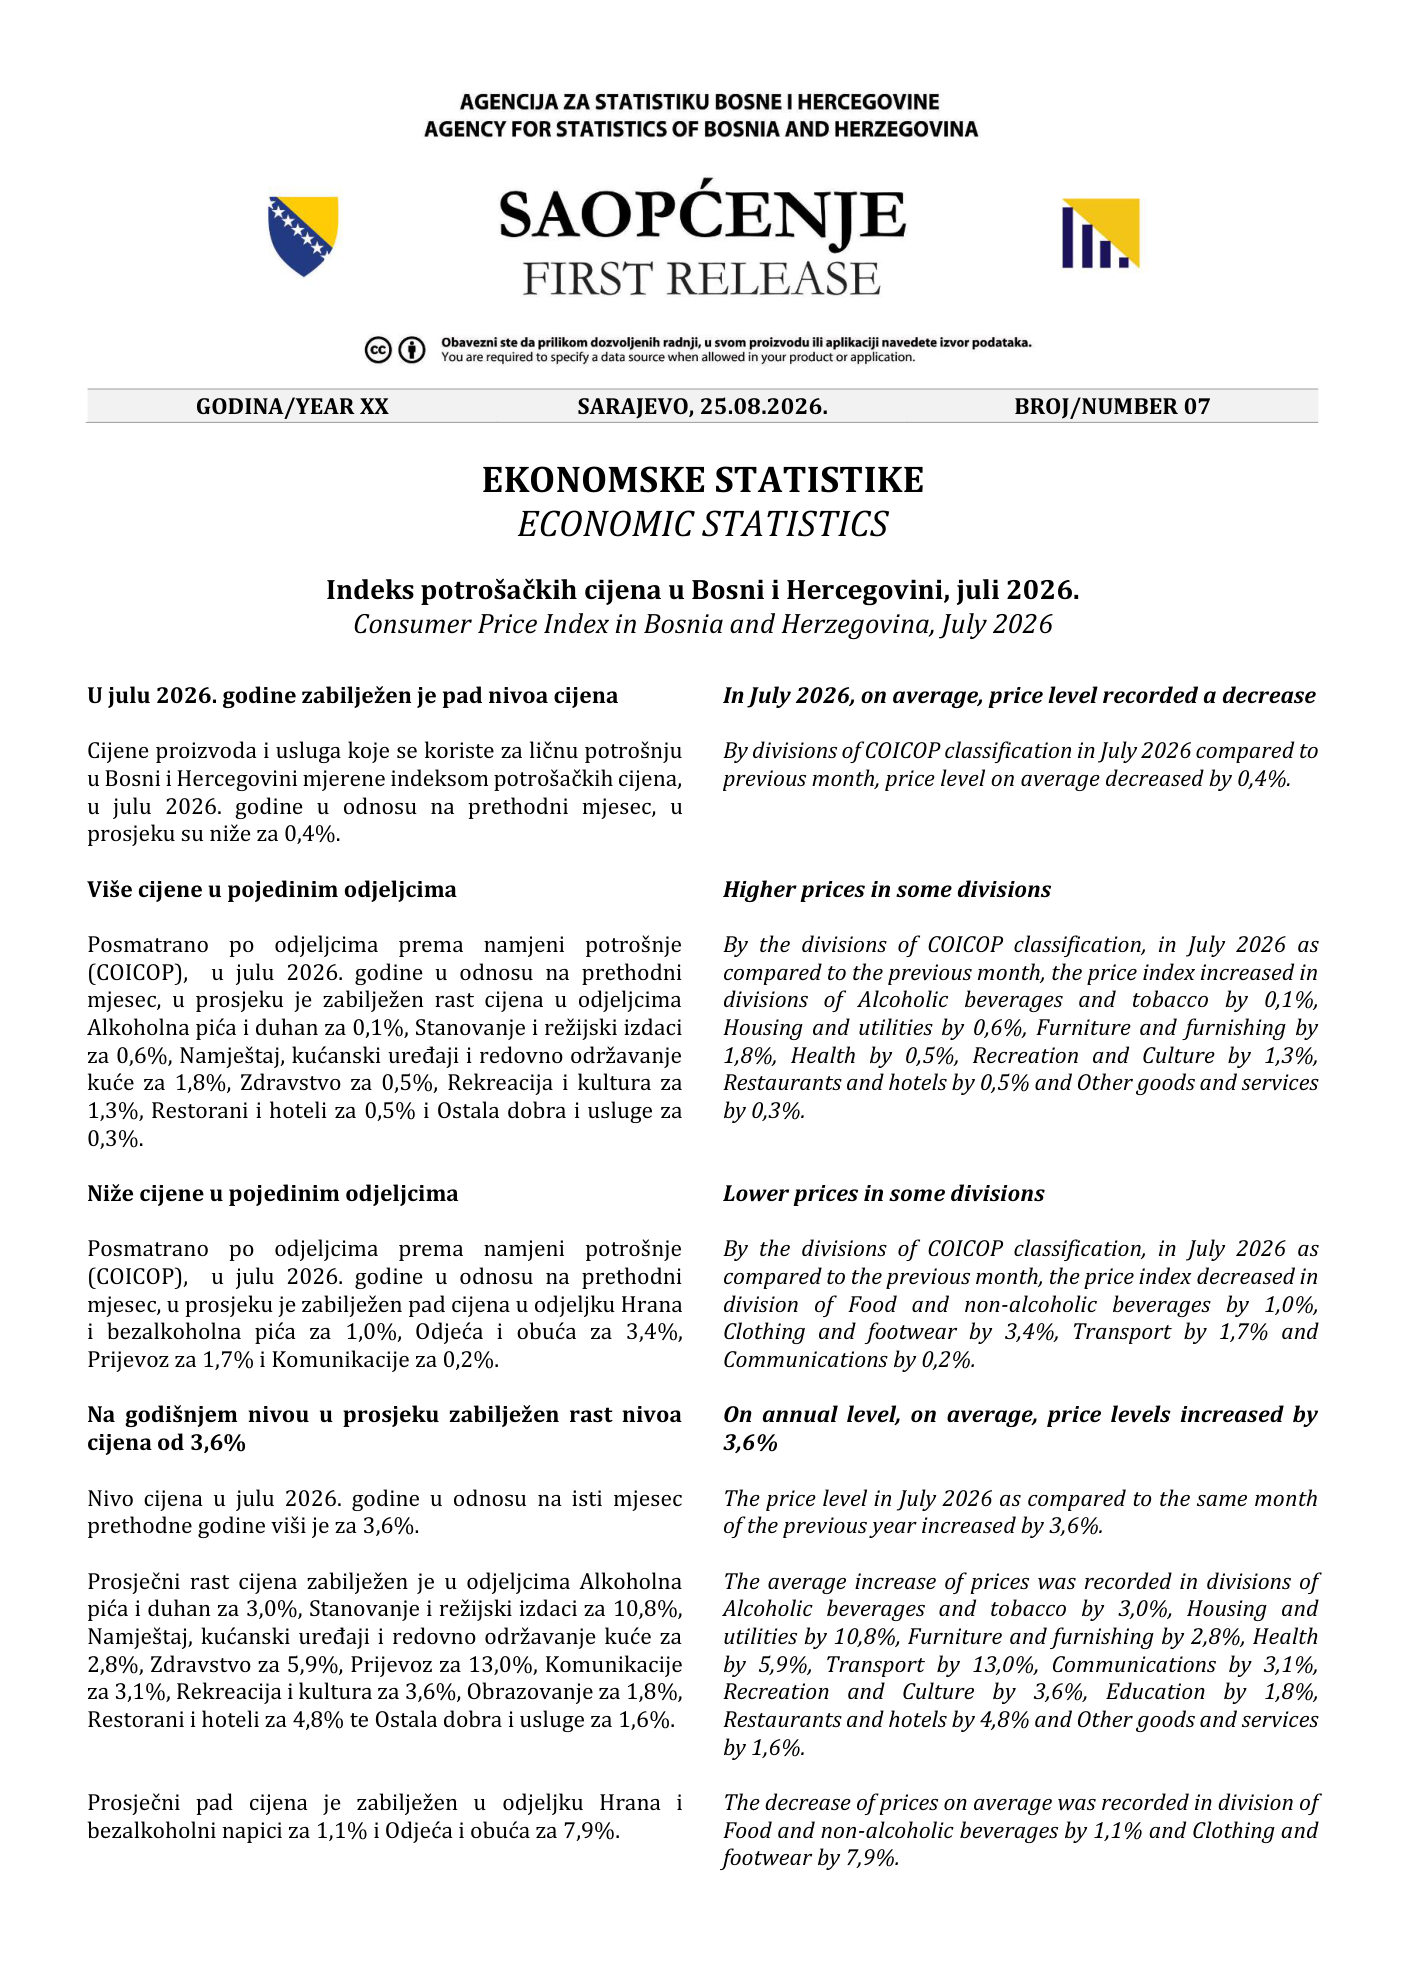 AGENCIJA ZA STATISTIKU BOSNE I HERCEGOVINE
AGENCY FOR STATISTICS OF BOSNIA AND HERZEGOVINA
SAOPĆENJE
FIRST RELEASE
cc
Obavezni ste da prilikom dozvoljenih radnji, u svom proizvodu ili aplikaciji navedete izvor podataka.
You are required to specify a data source when allowed in your product or application.
GODINA/YEAR XX SARAJEVO, 25.08.2026. BROJ/NUMBER 07
EKONOMSKE STATISTIKE
ECONOMIC STATISTICS
Indeks potrošačkih cijena u Bosni i Hercegovini, juli 2026.
Consumer Price Index in Bosnia and Herzegovina, July 2026
U julu 2026. godine zabilježen je pad nivoa cijena
Cijene proizvoda i usluga koje se koriste za ličnu potrošnju
u Bosni i Hercegovini mjerene indeksom potrošačkih cijena,
u julu 2026. godine u odnosu na prethodni mjesec, u
prosjeku su niže za 0,4%.
Više cijene u pojedinim odjeljcima
Posmatrano po odjeljcima prema namjeni potrošnje
(COICOP), u julu 2026. godine u odnosu na prethodni
mjesec, u prosjeku je zabilježen rast cijena u odjeljcima
Alkoholna pića i duhan za 0,1%, Stanovanje i režijski izdaci
za 0,6%, Namještaj, kućanski uređaji i redovno održavanje
kuće za 1,8%, Zdravstvo za 0,5%, Rekreacija i kultura za
1,3%, Restorani i hoteli za 0,5% i Ostala dobra i usluge za
0,3%.
Niže cijene u pojedinim odjeljcima
Posmatrano po odjeljcima prema namjeni potrošnje
(COICOP), u julu 2026. godine u odnosu na prethodni
mjesec, u prosjeku je zabilježen pad cijena u odjeljku Hrana
i bezalkoholna pića za 1,0%, Odjeća i obuća za 3,4%,
Prijevoz za 1,7% i Komunikacije za 0,2%.
Na godišnjem nivou u prosjeku zabilježen rast nivoa
cijena od 3,6%
Nivo cijena u julu 2026. godine u odnosu na isti mjesec
prethodne godine viši je za 3,6%.
Prosječni rast cijena zabilježen je u odjeljcima Alkoholna
pića i duhan za 3,0%, Stanovanje i režijski izdaci za 10,8%,
Namještaj, kućanski uređaji i redovno održavanje kuće za
2,8%, Zdravstvo za 5,9%, Prijevoz za 13,0%, Komunikacije
za 3,1%, Rekreacija i kultura za 3,6%, Obrazovanje za 1,8%,
Restorani i hoteli za 4,8% te Ostala dobra i usluge za 1,6%.
Prosječni pad cijena je zabilježen u odjeljku Hrana i
bezalkoholni napici za 1,1% i Odjeća i obuća za 7,9%.
In July 2026, on average, price level recorded a decrease
By divisions of COICOP classification in July 2026 compared to
previous month, price level on average decreased by 0,4%.
Higher prices in some divisions
By the divisions of COICOP classification, in July 2026 as
compared to the previous month, the price index increased in
divisions of Alcoholic beverages and tobacco by 0,1%,
Housing and utilities by 0,6%, Furniture and furnishing by
1,8%, Health by 0,5%, Recreation and Culture by 1,3%,
Restaurants and hotels by 0,5% and Other goods and services
by 0,3%.
Lower prices in some divisions
By the divisions of COICOP classification, in July 2026 as
compared to the previous month, the price index decreased in
division of Food and non-alcoholic beverages by 1,0%,
Clothing and footwear by 3,4%, Transport by 1,7% and
Communications by 0,2%.
On annual level, on average, price levels increased by
3,6%
The price level in July 2026 as compared to the same month
of the previous year increased by 3,6%.
The average increase of prices was recorded in divisions of
Alcoholic beverages and tobacco by 3,0%, Housing and
utilities by 10,8%, Furniture and furnishing by 2,8%, Health
by 5,9%, Transport by 13,0%, Communications by 3,1%,
Recreation and Culture by 3,6%, Education by 1,8%,
Restaurants and hotels by 4,8% and Other goods and services
by 1,6%.
The decrease of prices on average was recorded in division of
Food and non-alcoholic beverages by 1,1% and Clothing and
footwear by 7,9%.